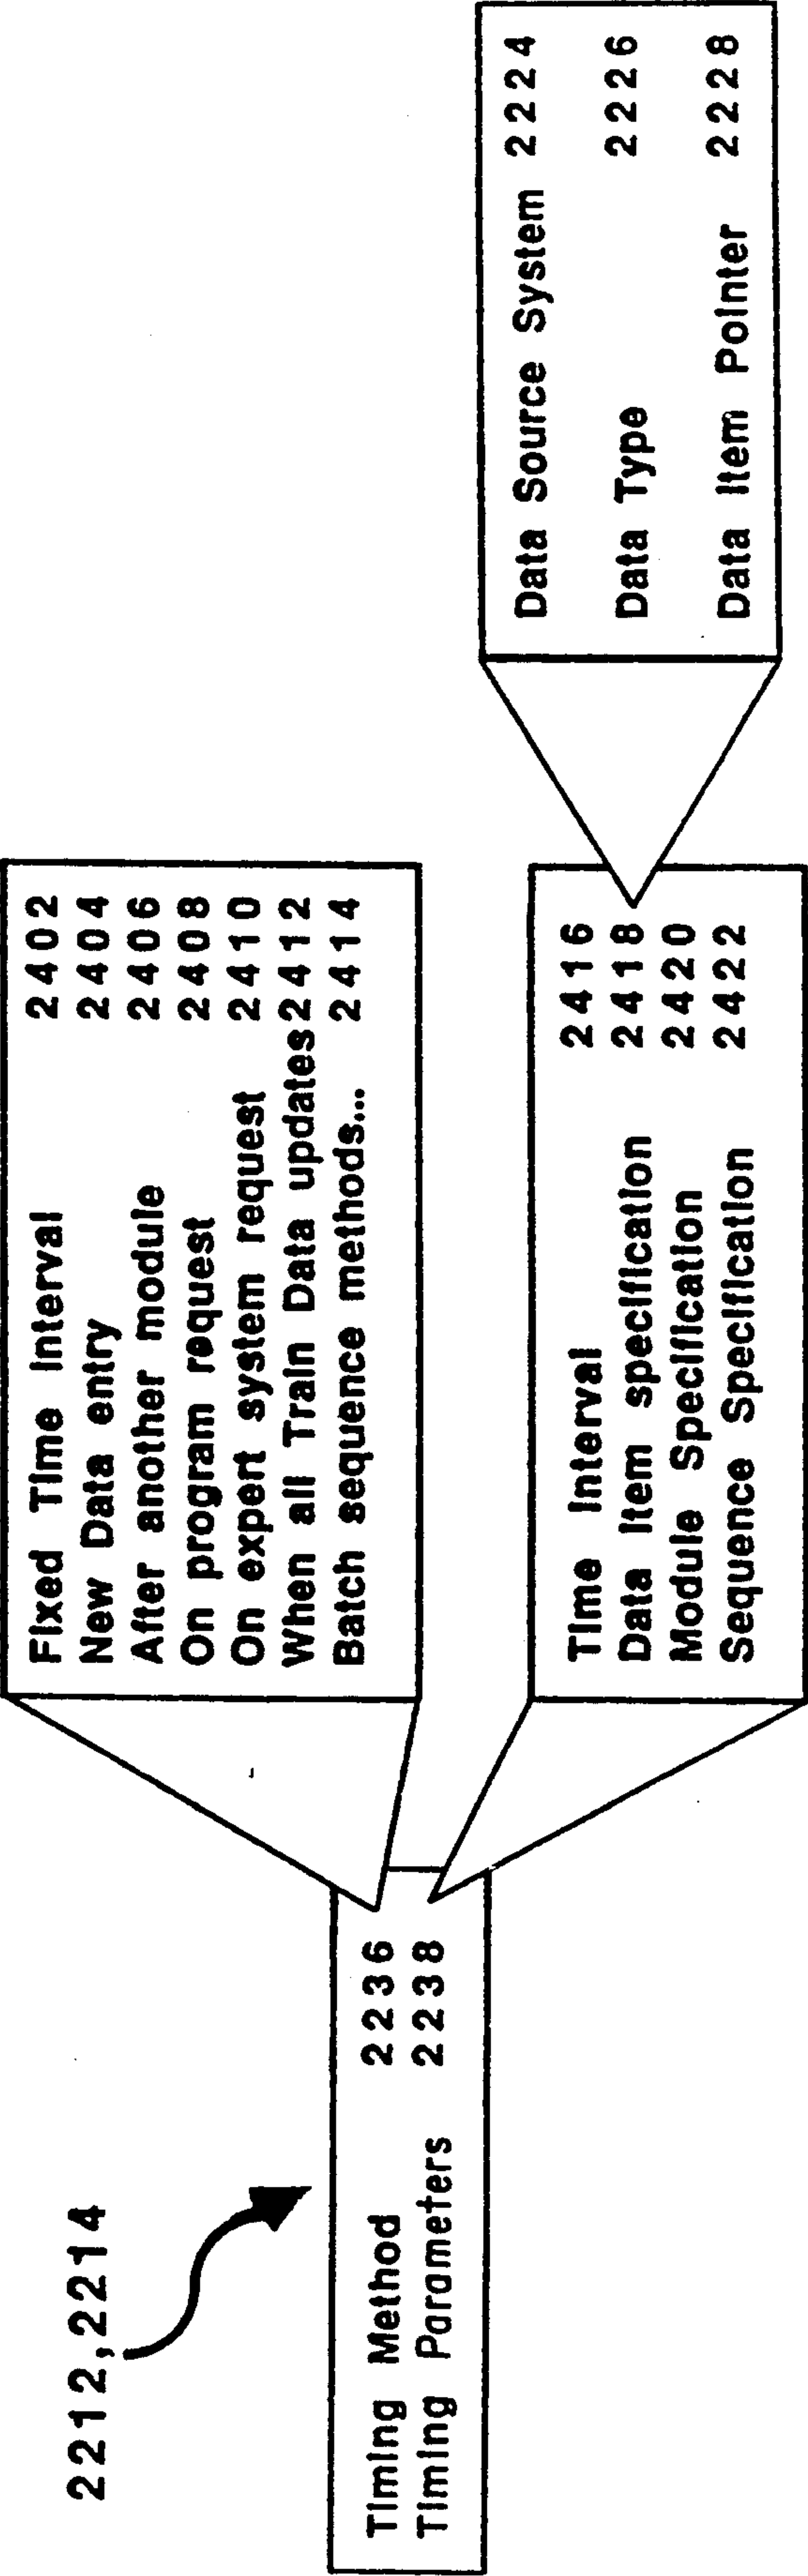 2212,2214
Timing Method 2236
Timing Parameters 2238
Fixed Time Interval 2402
New Data entry 2404
After another module 2406
On program request 2408
On expert system request 2410
When all Train Data updates 2412
Batch sequence methods... 2414
Time Interval 2416
Data Item specification 2418
Module Specification 2420
Sequence Specification 2422
Data Source System 2224
Data Type 2226
Data Item Pointer 2228